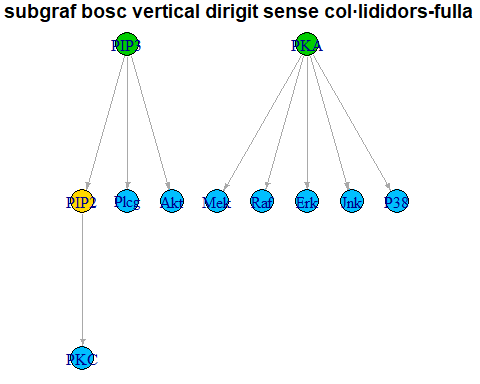 subgraf bosc vertical dirigit sense col·lididors-fulla
PIP3 PKA
PIP2 Plcg Akt Mek Raf Erk Jnk P38
PKC